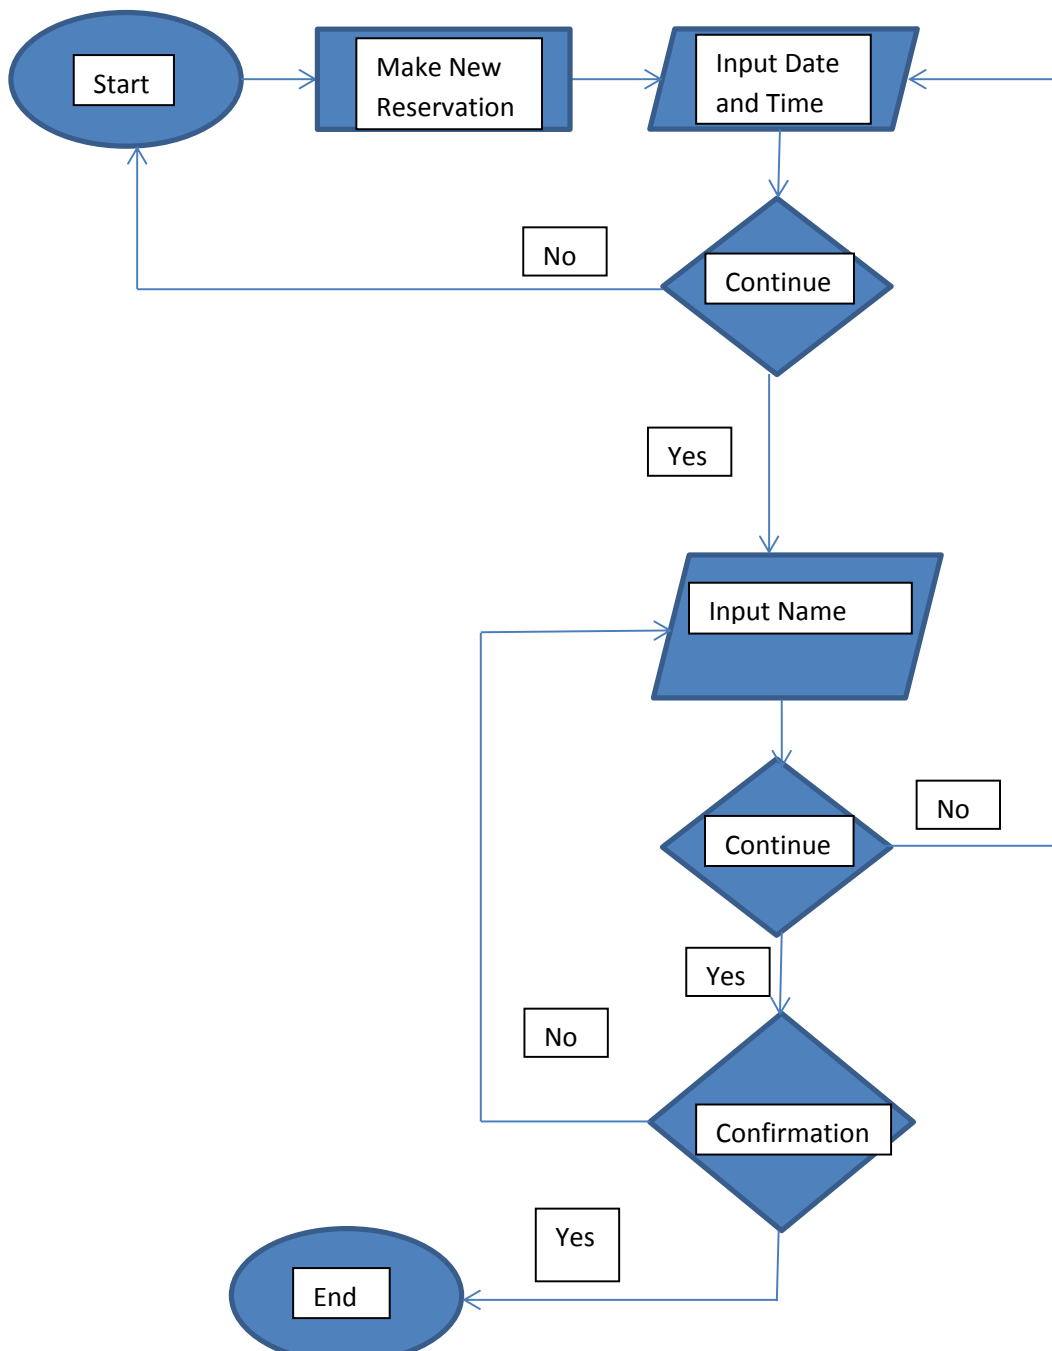 Start
Make New
Reservation
Input Date
and Time
No
Continue
Yes
Input Name
Continue
No
Yes
No
Confirmation
Yes
End